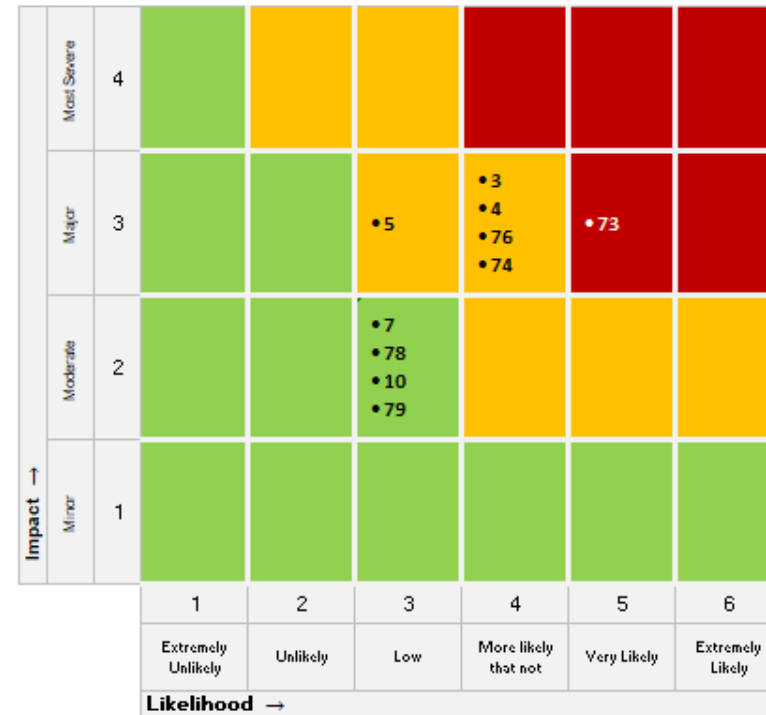 Most Severe
4
Major
3
• 3
• 4
• 5
• 76
• 74
• 73
Moderate
2
• 7
• 78
• 10
• 79
Impact →
Minor
1
1
2
3
4
5
6
Extremely
Unlikely
Unlikely
Low
More likely
that not
Very Likely
Extremely
Likely
Likelihood →